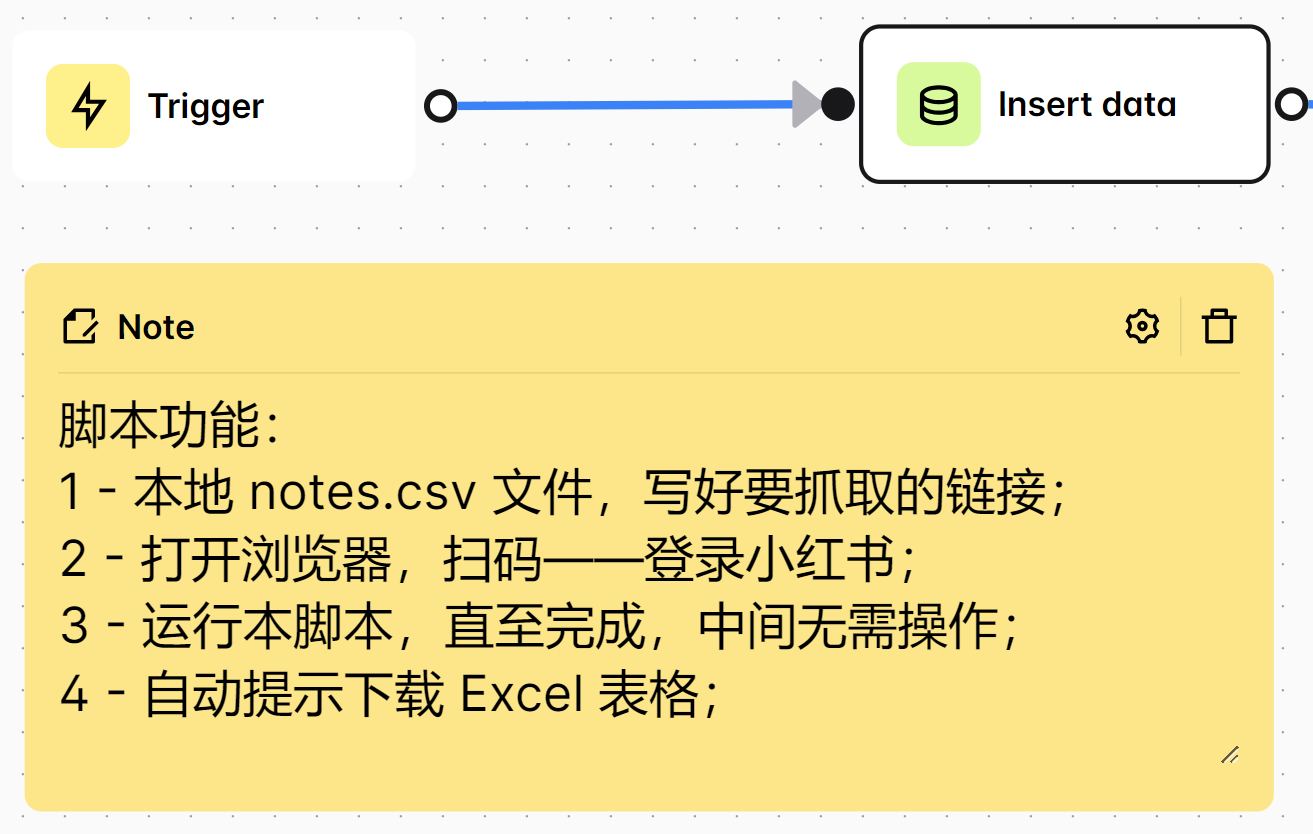 Trigger
Insert data
Note
脚本功能：
1 - 本地 notes.csv 文件，写好要抓取的链接；
2 - 打开浏览器，扫码——登录小红书；
3 - 运行本脚本，直至完成，中间无需操作；
4 - 自动提示下载 Excel 表格；